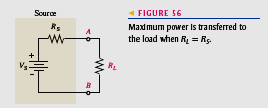 Source
R_S
A
◄ FIGURE 56
Maximum power is transferred to
the load when R_L = R_S.
+
V_S
R_L
–
B